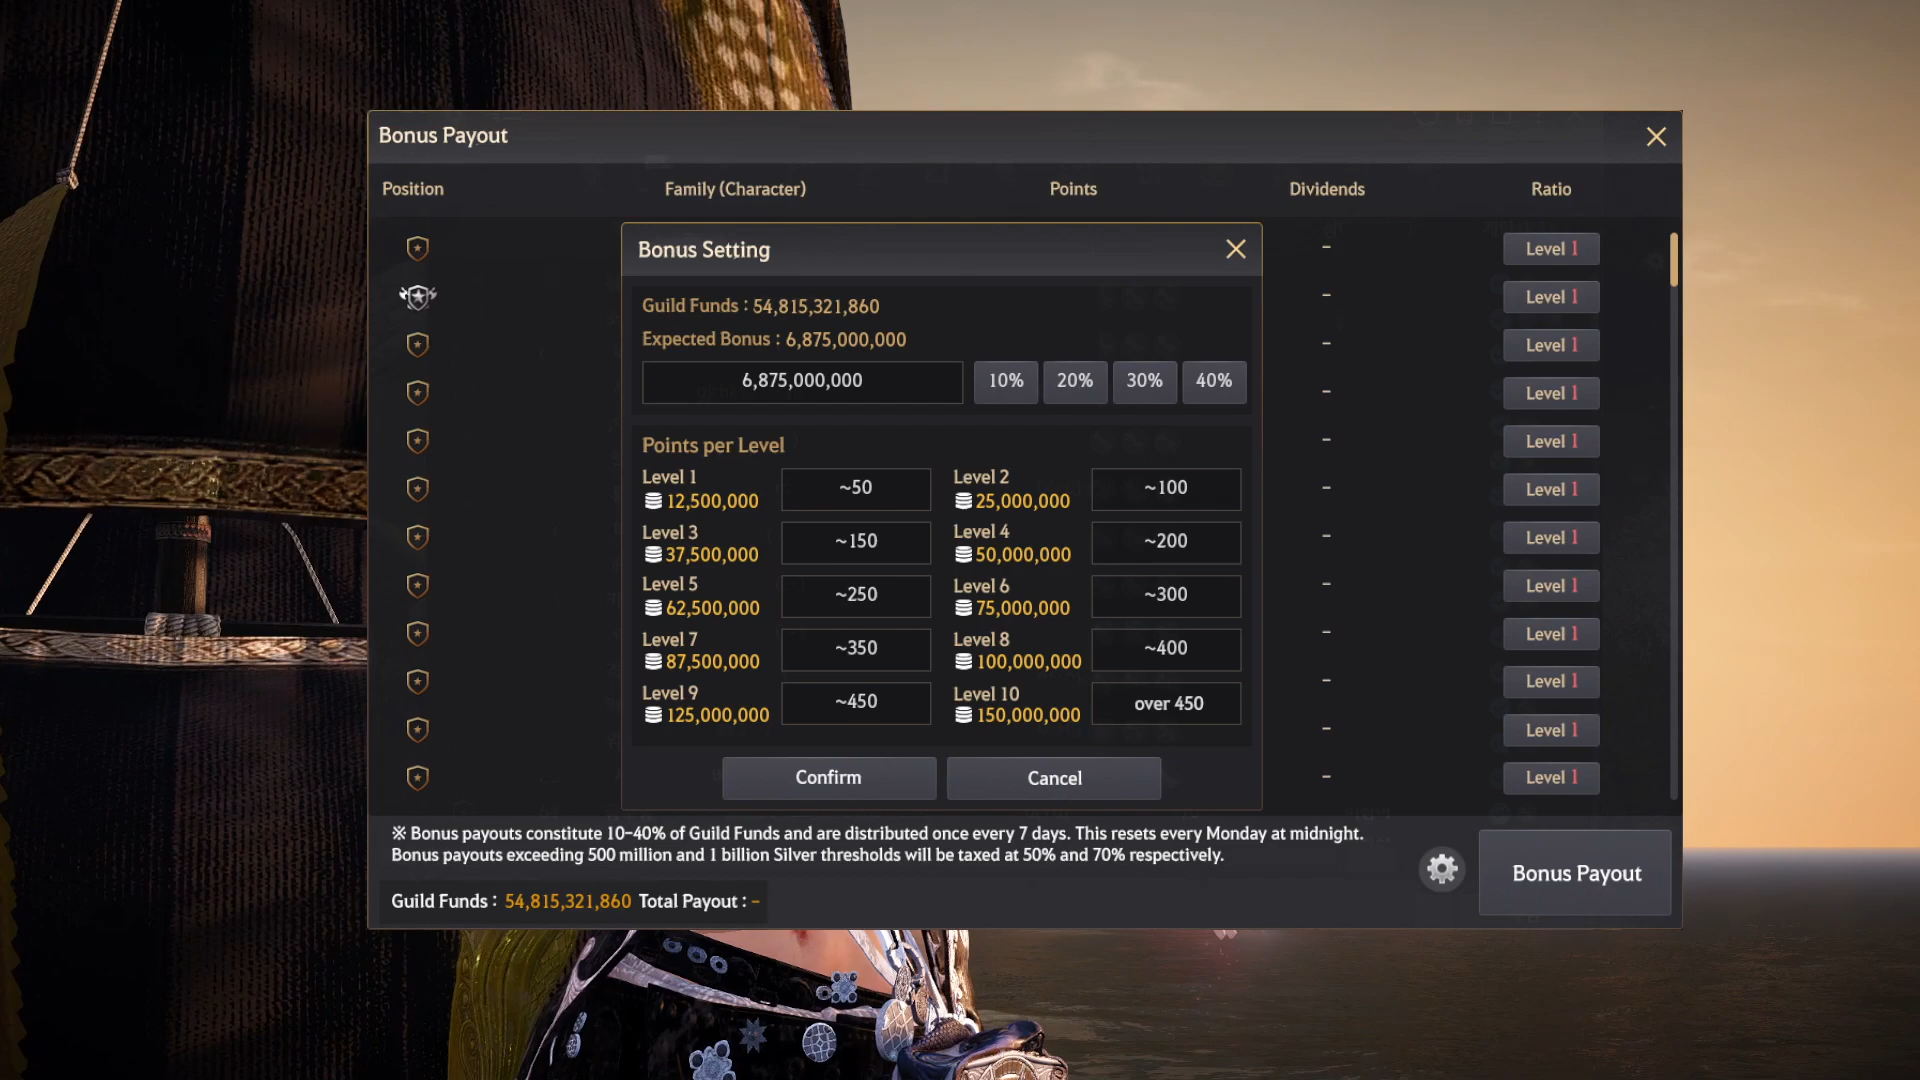 Bonus Payout
Position Family (Character) Points Dividends Ratio
Bonus Setting
Guild Funds : 54,815,321,860
Expected Bonus : 6,875,000,000
6,875,000,000 10% 20% 30% 40%
Points per Level
Level 1 12,500,000 ~50
Level 2 25,000,000 ~100
Level 3 37,500,000 ~150
Level 4 50,000,000 ~200
Level 5 62,500,000 ~250
Level 6 75,000,000 ~300
Level 7 87,500,000 ~350
Level 8 100,000,000 ~400
Level 9 125,000,000 ~450
Level 10 150,000,000 over 450
Confirm Cancel
– Level 1
– Level 1
– Level 1
– Level 1
– Level 1
– Level 1
– Level 1
– Level 1
– Level 1
– Level 1
– Level 1
– Level 1
※ Bonus payouts constitute 10–40% of Guild Funds and are distributed once every 7 days. This resets every Monday at midnight.
Bonus payouts exceeding 500 million and 1 billion Silver thresholds will be taxed at 50% and 70% respectively.
Guild Funds : 54,815,321,860 Total Payout : –
Bonus Payout